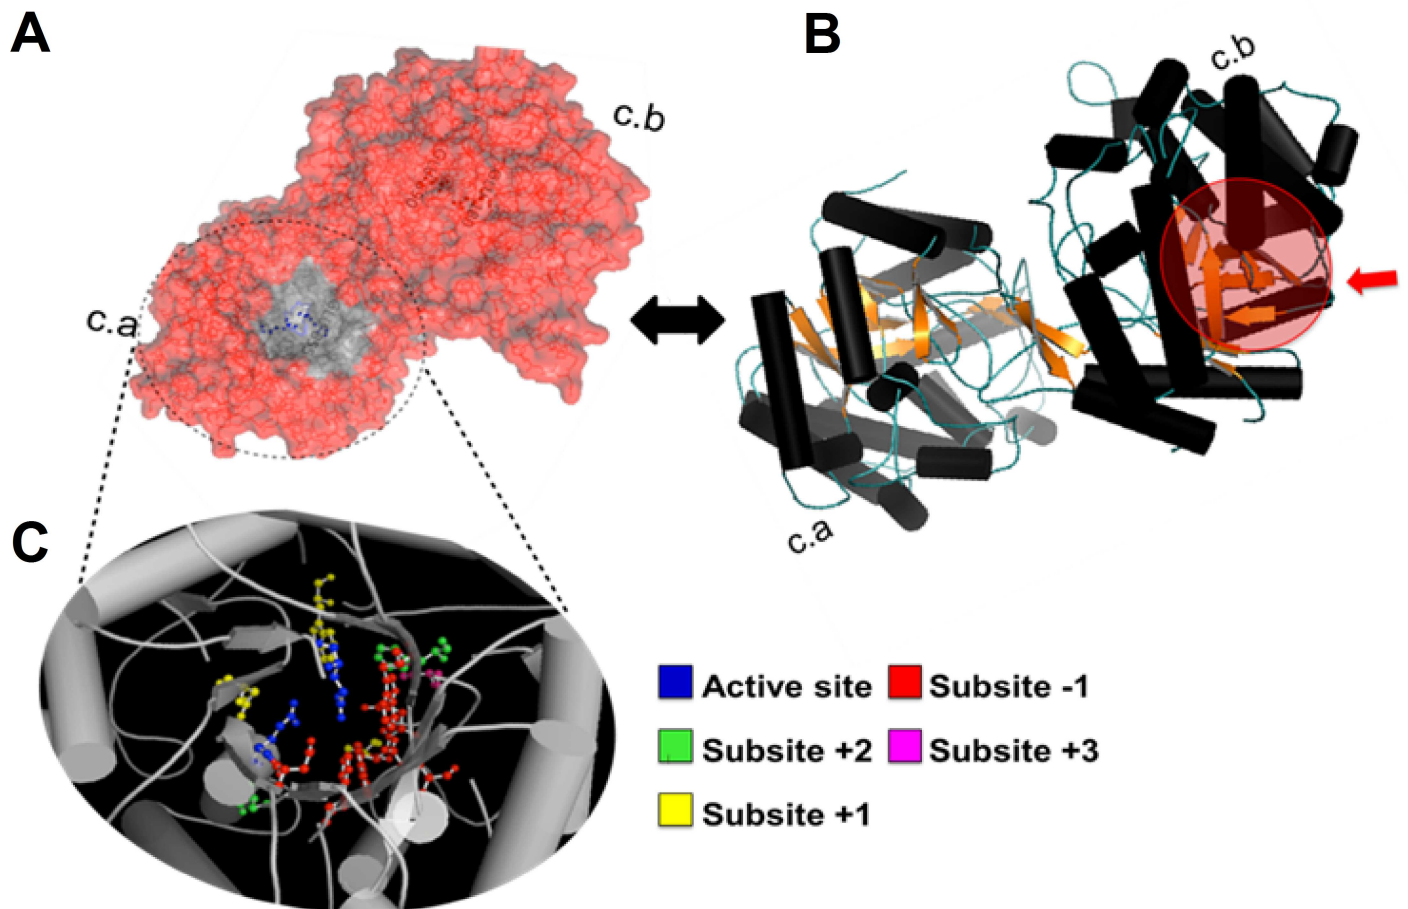 A
B
c.b
c.b
c.a
c.a
C
Active site
Subsite -1
Subsite +2
Subsite +3
Subsite +1